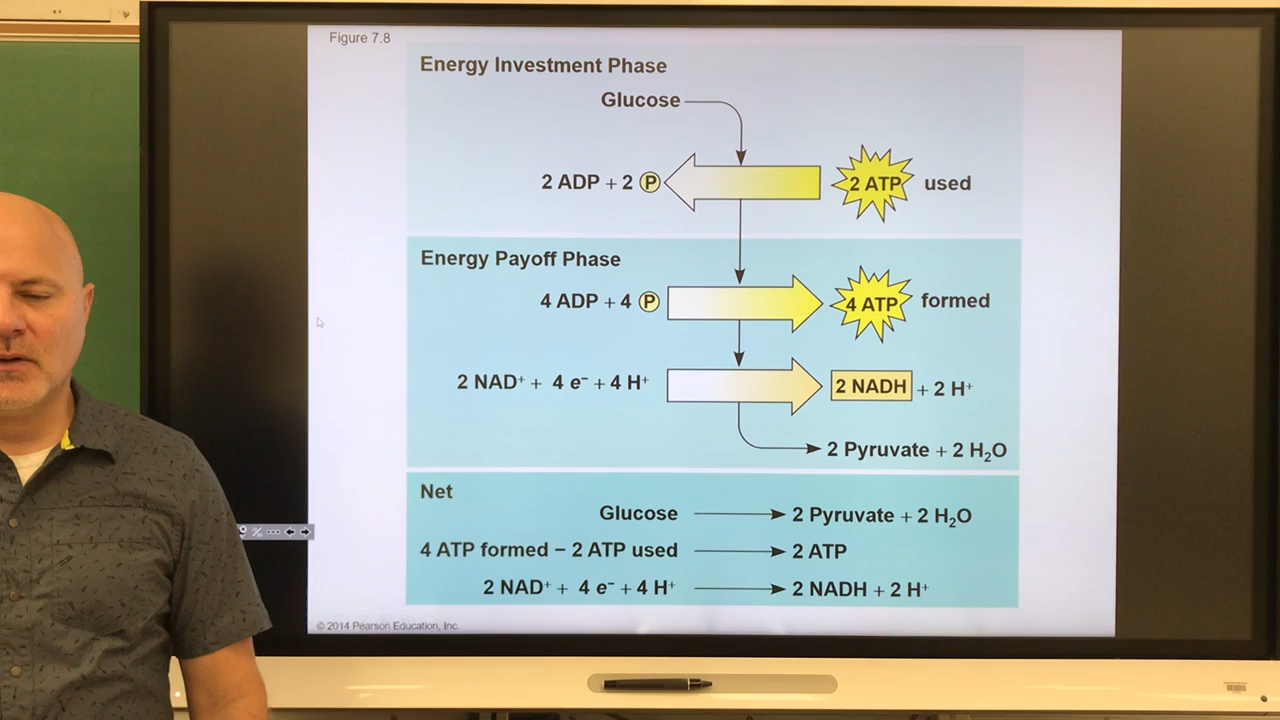 Figure 7.8
Energy Investment Phase
Glucose
2 ADP + 2 P
2 ATP used
Energy Payoff Phase
4 ADP + 4 P
4 ATP formed
2 NAD⁺ + 4 e⁻ + 4 H⁺
2 NADH + 2 H⁺
2 Pyruvate + 2 H₂O
Net
Glucose → 2 Pyruvate + 2 H₂O
4 ATP formed − 2 ATP used → 2 ATP
2 NAD⁺ + 4 e⁻ + 4 H⁺ → 2 NADH + 2 H⁺
© 2014 Pearson Education, Inc.